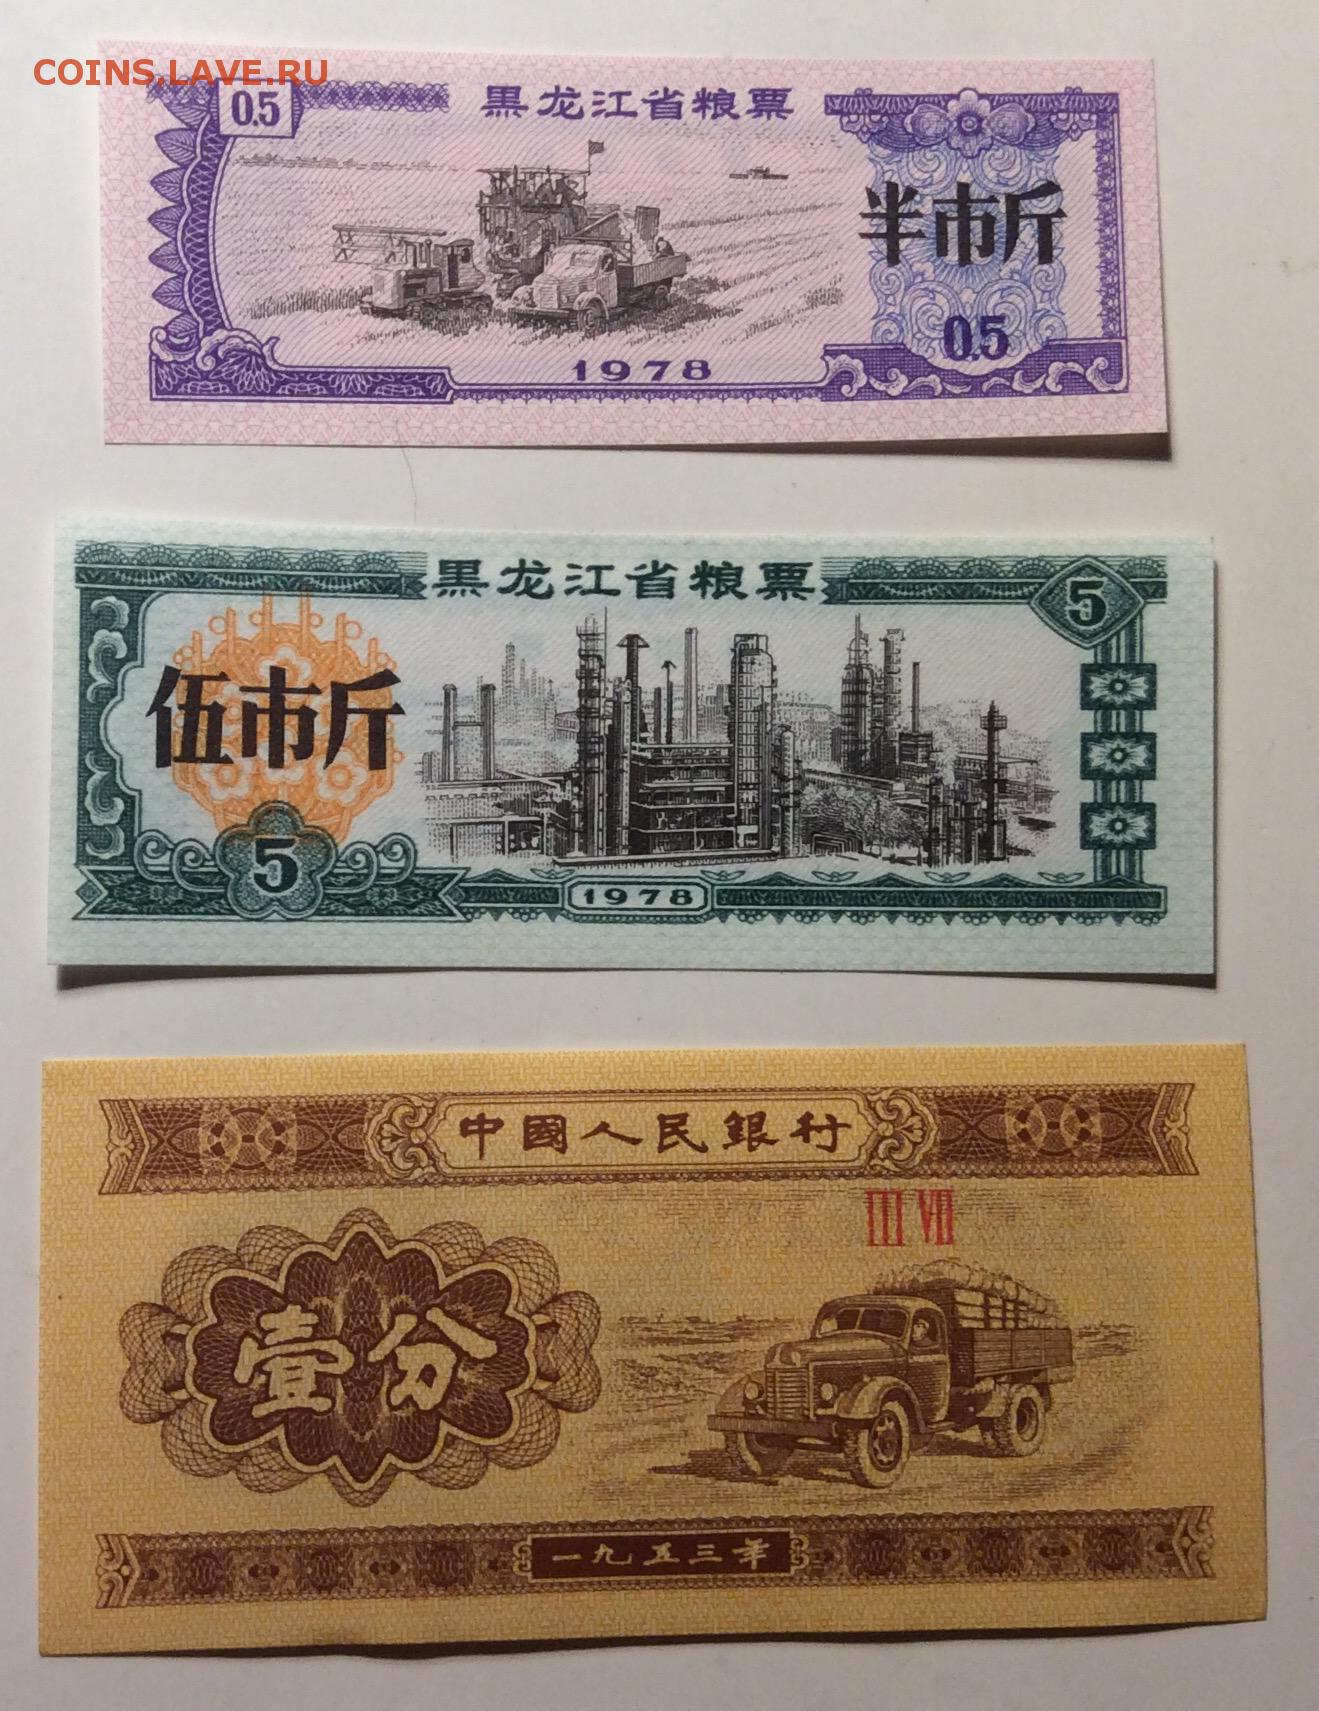 COINS.LAVE.RU
0.5
黑龙江省粮票
半市斤
0.5
1978
黑龙江省粮票
5
伍市斤
5
1978
中國人民銀行
III VII
壹分
一九五三年